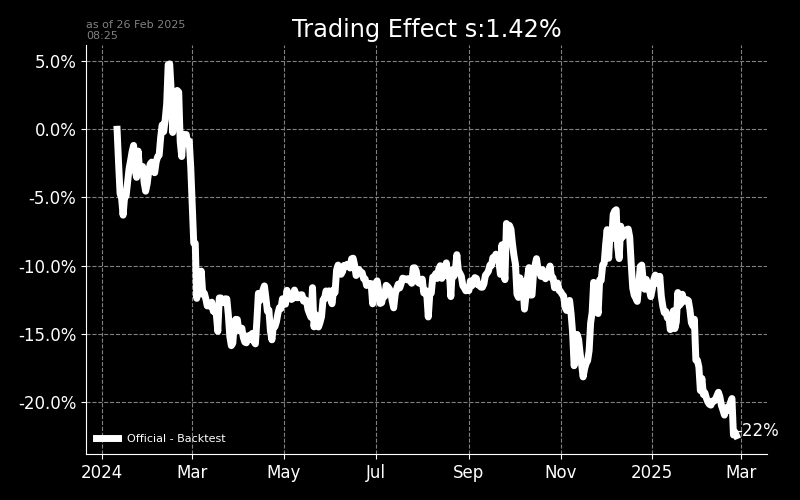 as of 26 Feb 2025
08:25
Trading Effect s:1.42%
5.0%
0.0%
-5.0%
-10.0%
-15.0%
-20.0%
-22%
Official - Backtest
2024 Mar May Jul Sep Nov 2025 Mar